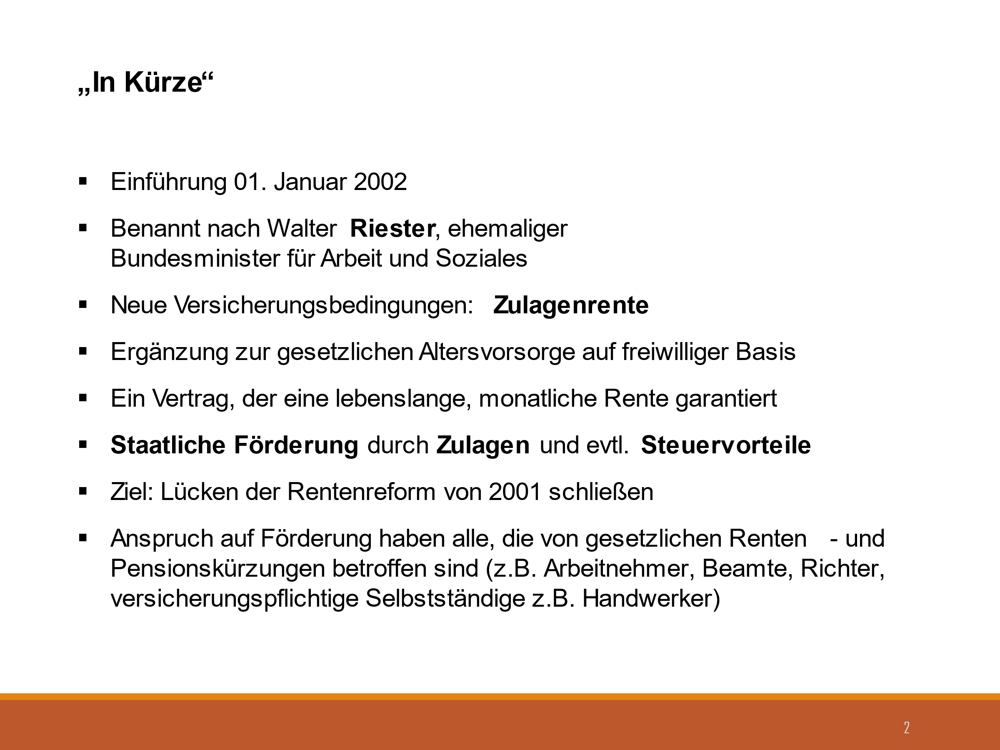 „In Kürze“
▪ Einführung 01. Januar 2002
▪ Benannt nach Walter Riester, ehemaliger
Bundesminister für Arbeit und Soziales
▪ Neue Versicherungsbedingungen: Zulagenrente
▪ Ergänzung zur gesetzlichen Altersvorsorge auf freiwilliger Basis
▪ Ein Vertrag, der eine lebenslange, monatliche Rente garantiert
▪ Staatliche Förderung durch Zulagen und evtl. Steuervorteile
▪ Ziel: Lücken der Rentenreform von 2001 schließen
▪ Anspruch auf Förderung haben alle, die von gesetzlichen Renten - und
Pensionskürzungen betroffen sind (z.B. Arbeitnehmer, Beamte, Richter,
versicherungspflichtige Selbstständige z.B. Handwerker)
2